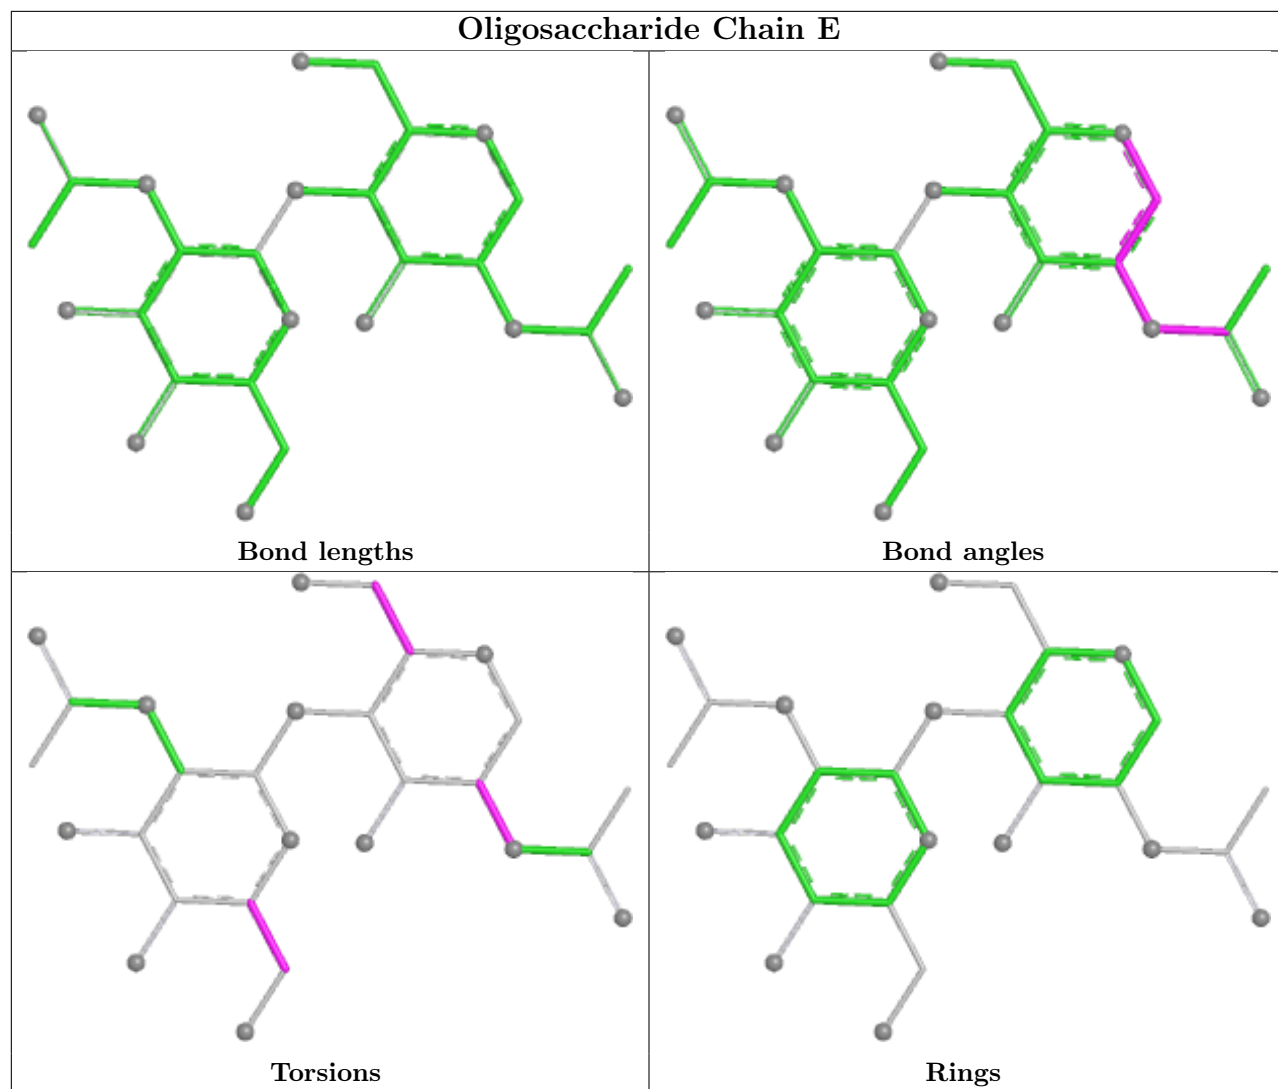 Oligosaccharide Chain E
Bond lengths
Bond angles
Torsions
Rings